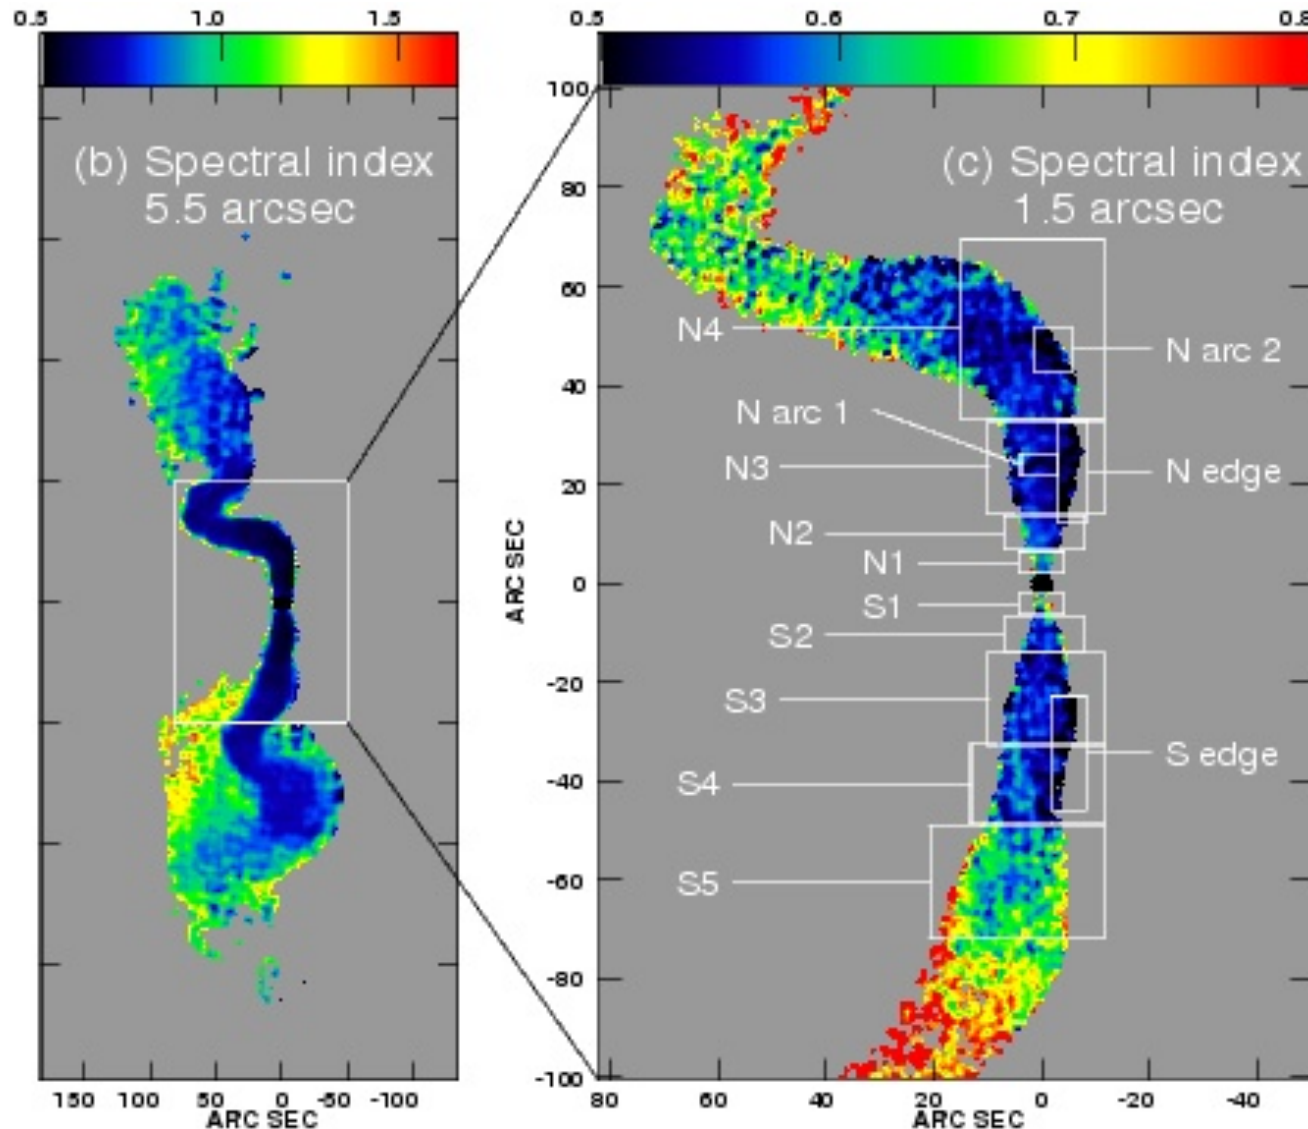 0.5 1.0 1.5
0.5 0.6 0.7 0.8
(b) Spectral index
5.5 arcsec
150 100 50 0 -50 -100
ARC SEC
(c) Spectral index
1.5 arcsec
100
80
60
40
20
0
-20
-40
-60
-80
-100
ARC SEC
N4
N arc 2
N arc 1
N3
N edge
N2
N1
S1
S2
S3
S edge
S4
S5
80 60 40 20 0 -20 -40
ARC SEC